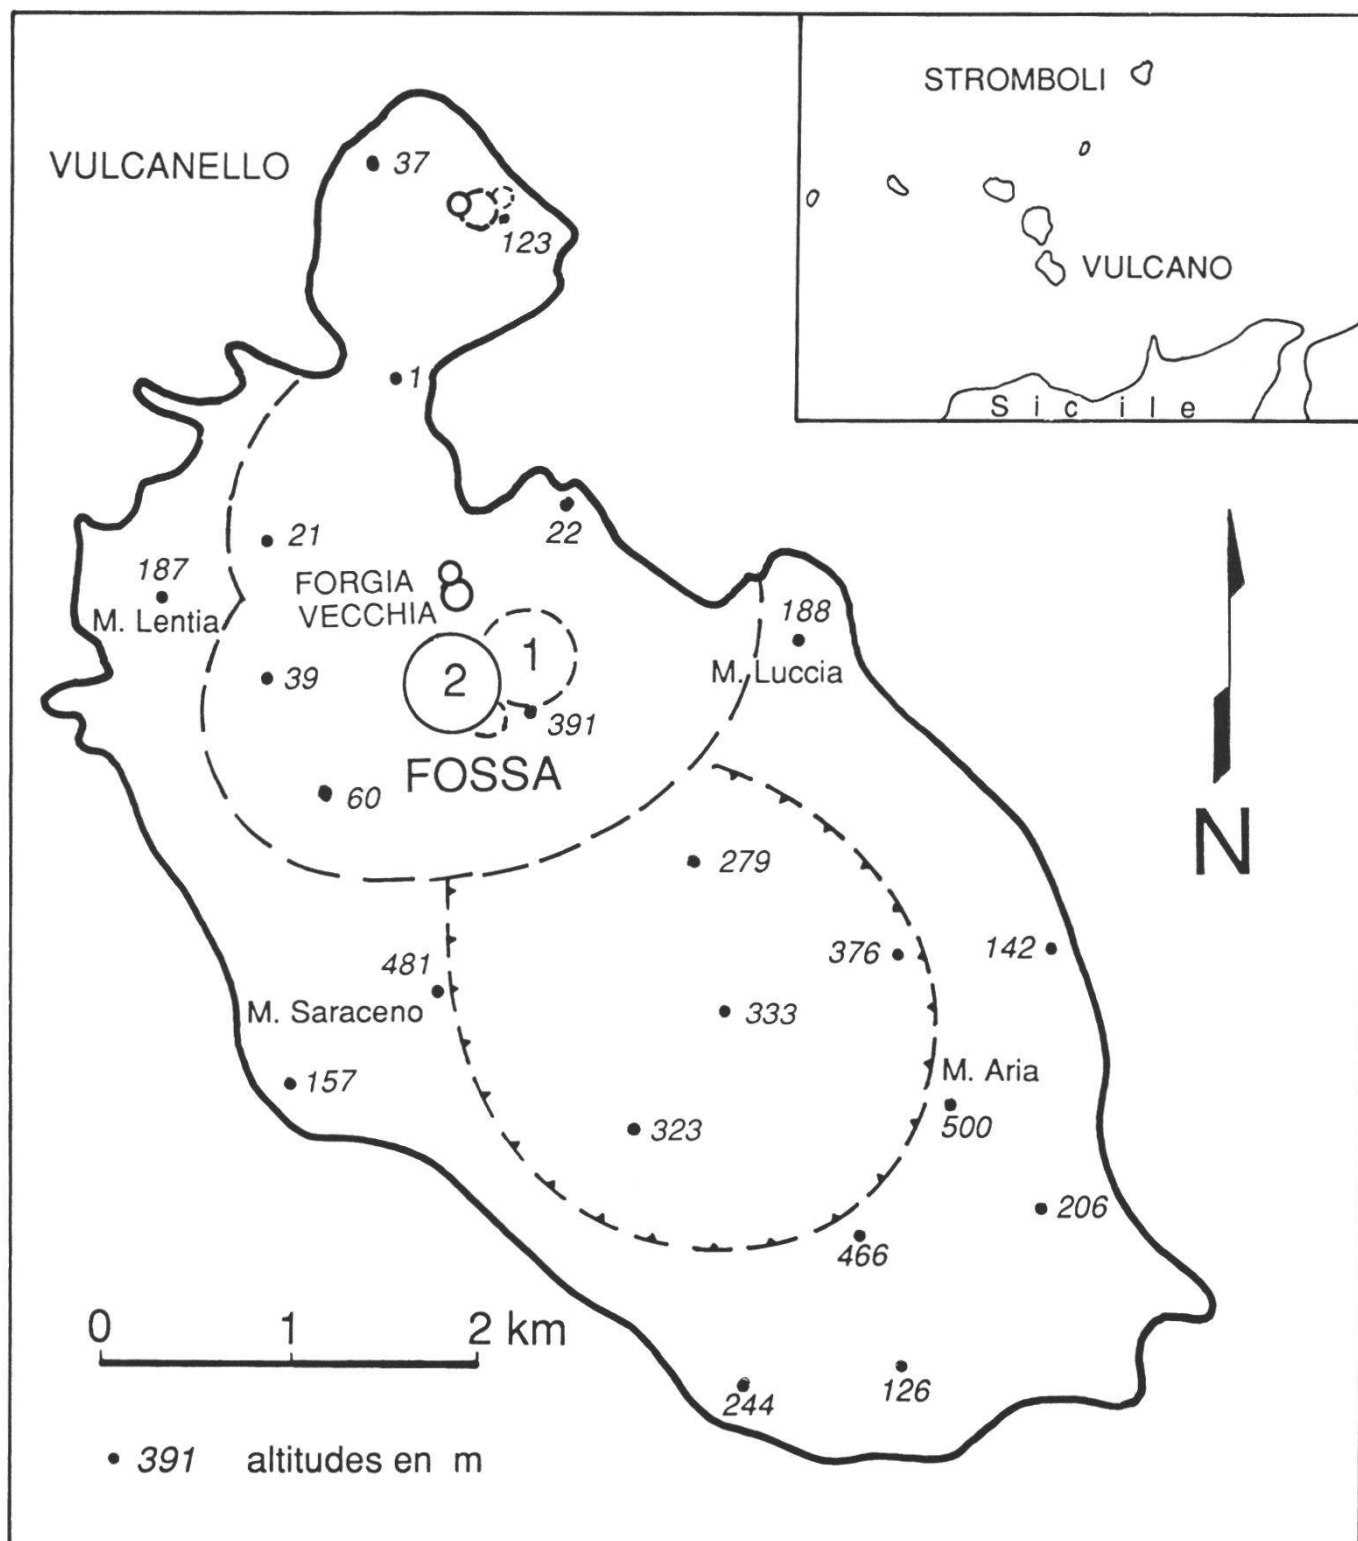 STROMBOLI
VULCANELLO
37
123
VULCANO
Sicile
1
22
21
187
FORGIA
VECCHIA
M. Lentia
188
1
M. Luccia
2
39
391
FOSSA
60
279
376
142
481
333
M. Saraceno
M. Aria
157
500
323
206
466
N
0 1 2 km
126
244
391 altitudes en m